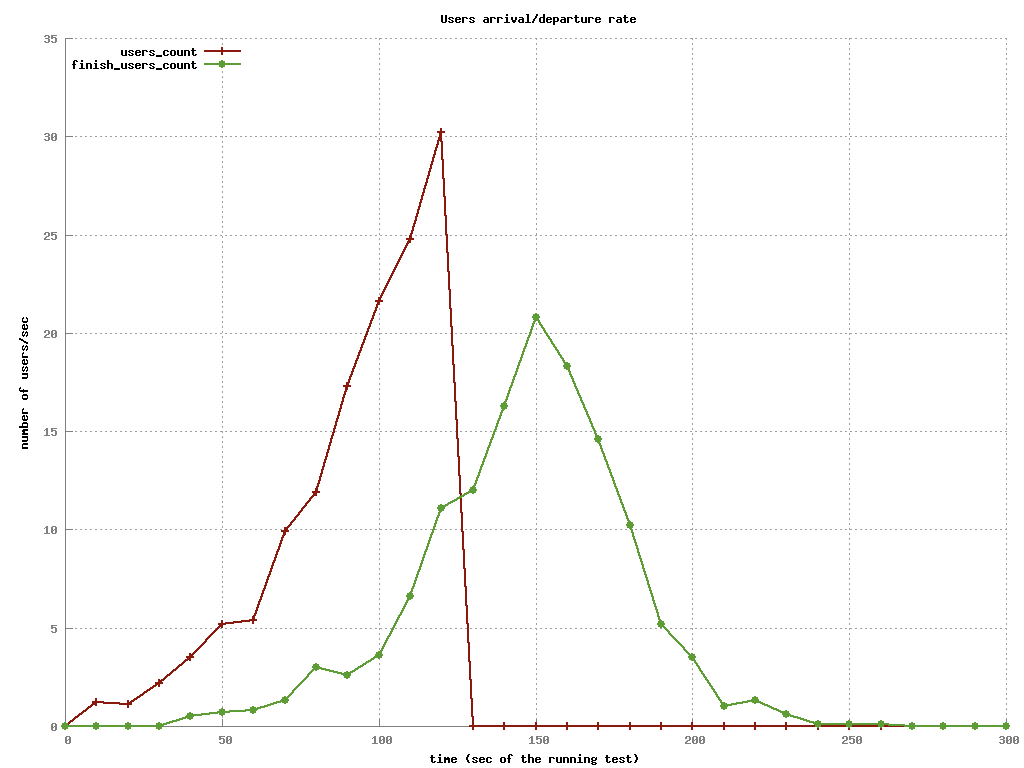 Users arrival/departure rate
users_count
finish_users_count
35
30
25
20
15
10
5
0
number of users/sec
0 50 100 150 200 250 300
time (sec of the running test)